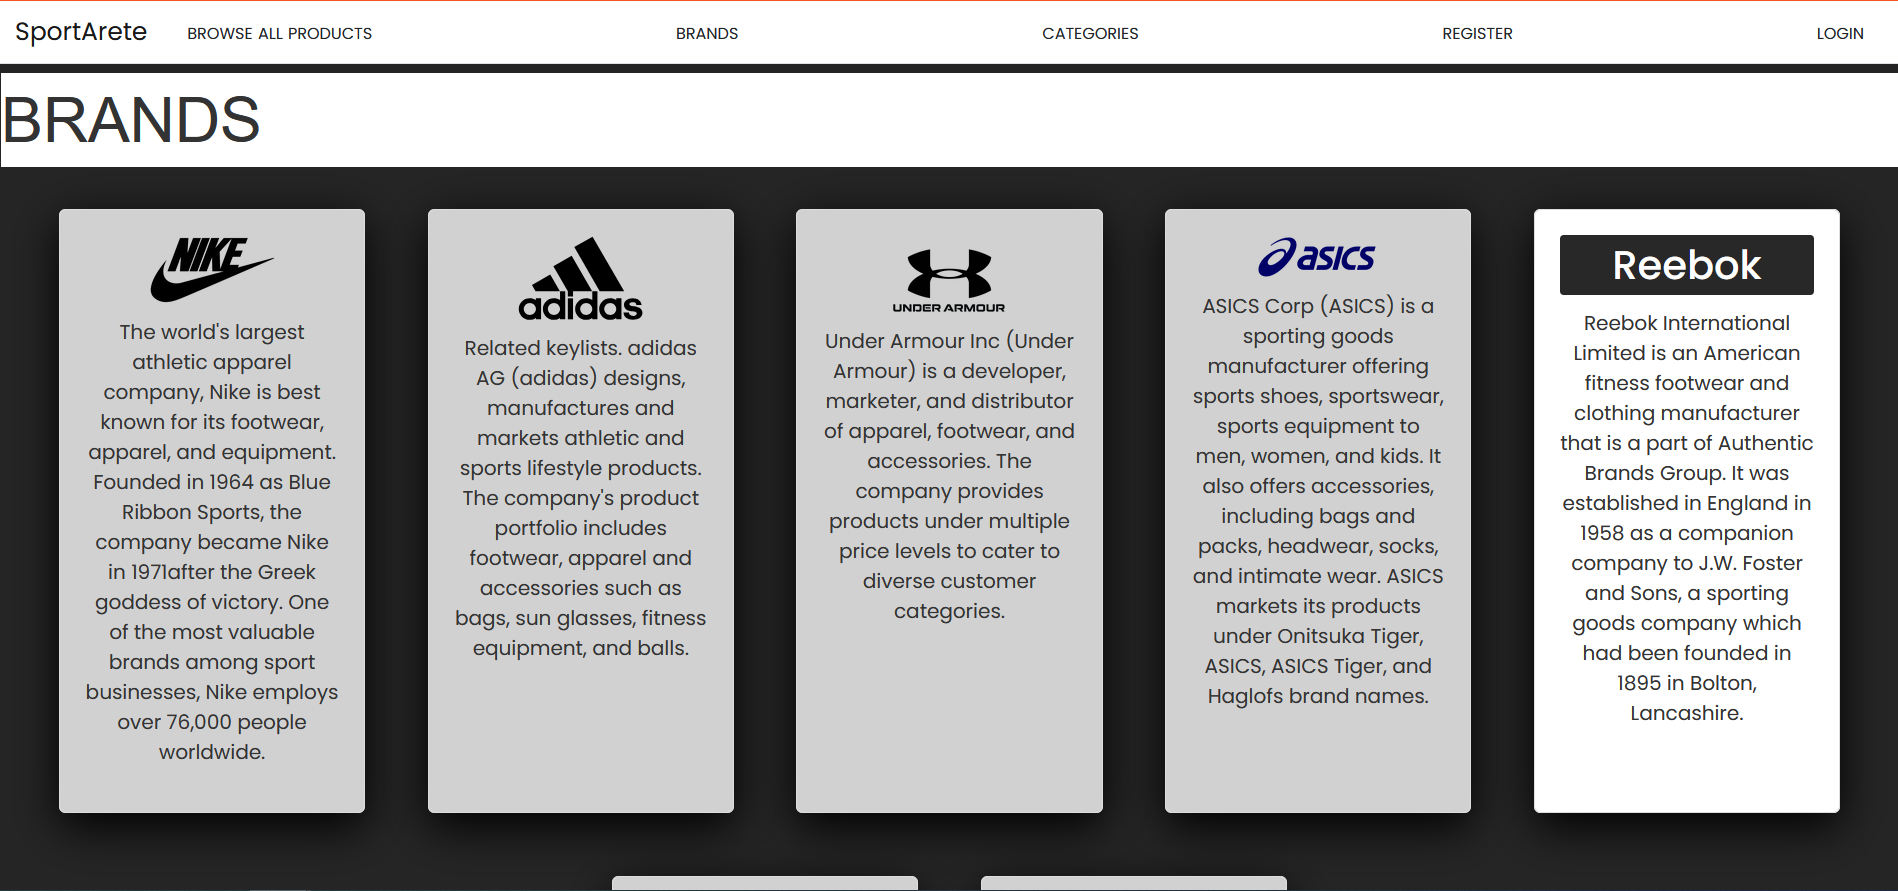 SportArete
BROWSE ALL PRODUCTS
BRANDS
CATEGORIES
REGISTER
LOGIN
BRANDS
NIKE
The world's largest
athletic apparel
company, Nike is best
known for its footwear,
apparel, and equipment.
Founded in 1964 as Blue
Ribbon Sports, the
company became Nike
in 1971after the Greek
goddess of victory. One
of the most valuable
brands among sport
businesses, Nike employs
over 76,000 people
worldwide.
adidas
Related keylists. adidas
AG (adidas) designs,
manufactures and
markets athletic and
sports lifestyle products.
The company's product
portfolio includes
footwear, apparel and
accessories such as
bags, sun glasses, fitness
equipment, and balls.
UNDER ARMOUR
Under Armour Inc (Under
Armour) is a developer,
marketer, and distributor
of apparel, footwear, and
accessories. The
company provides
products under multiple
price levels to cater to
diverse customer
categories.
asics
ASICS Corp (ASICS) is a
sporting goods
manufacturer offering
sports shoes, sportswear,
sports equipment to
men, women, and kids. It
also offers accessories,
including bags and
packs, headwear, socks,
and intimate wear. ASICS
markets its products
under Onitsuka Tiger,
ASICS, ASICS Tiger, and
Haglofs brand names.
Reebok
Reebok International
Limited is an American
fitness footwear and
clothing manufacturer
that is a part of Authentic
Brands Group. It was
established in England in
1958 as a companion
company to J.W. Foster
and Sons, a sporting
goods company which
had been founded in
1895 in Bolton,
Lancashire.